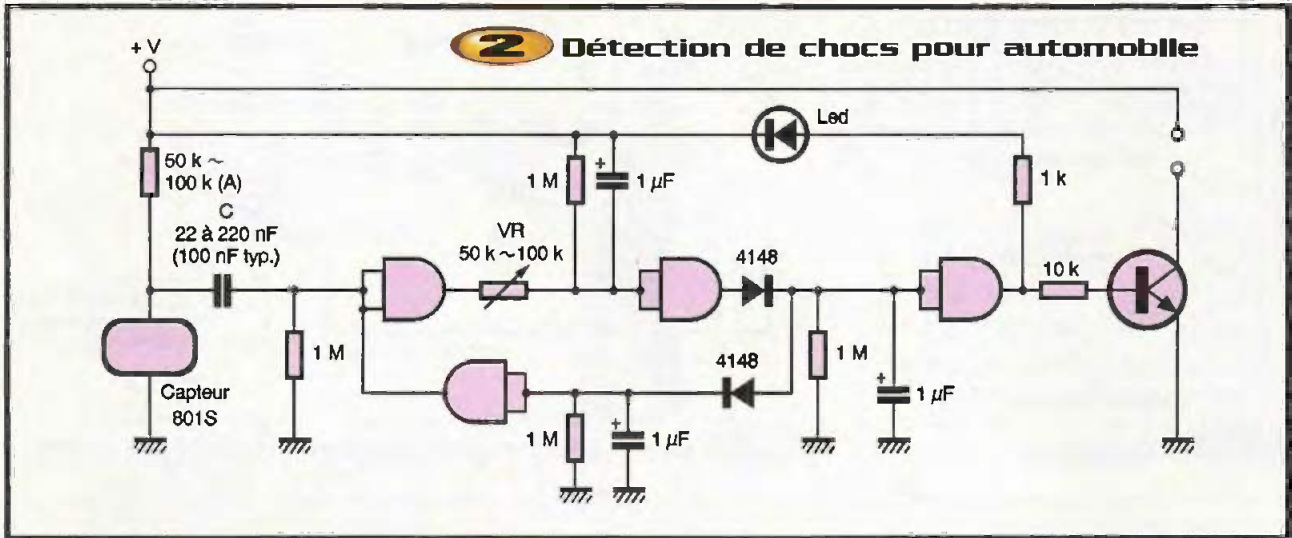 2 Détection de chocs pour automobIle
+ V
Led
50 k ~
100 k (A)
1 M
+
1 µF
1 k
C
22 à 220 nF
(100 nF typ.)
VR
50 k ~100 k
4148
10 k
1 M
4148
1 M
+
1 µF
Capteur
801S
1 M
+
1 µF